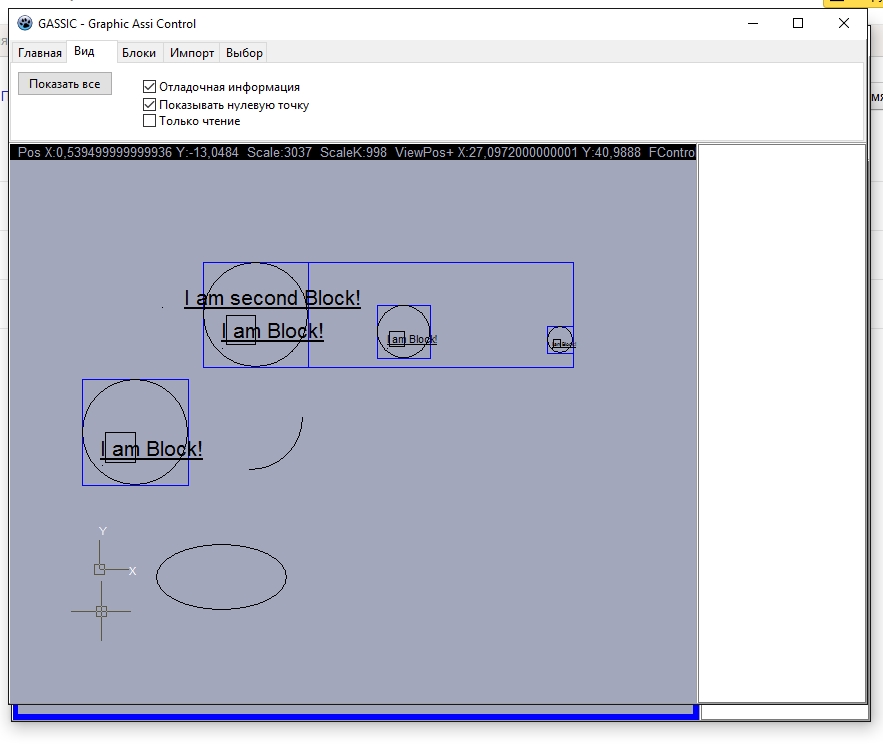 GASSIC - Graphic Assi Control
Главная Вид Блоки Импорт Выбор
Показать все
Отладочная информация
Показывать нулевую точку
Только чтение
Pos X:0,539499999999936 Y:-13,0484 Scale:3037 ScaleK:998 ViewPos+ X:27,0972000000001 Y:40,9888 FContro
I am second Block!
I am Block!
I am Block!
I am Block!
I am Block!
Y
X